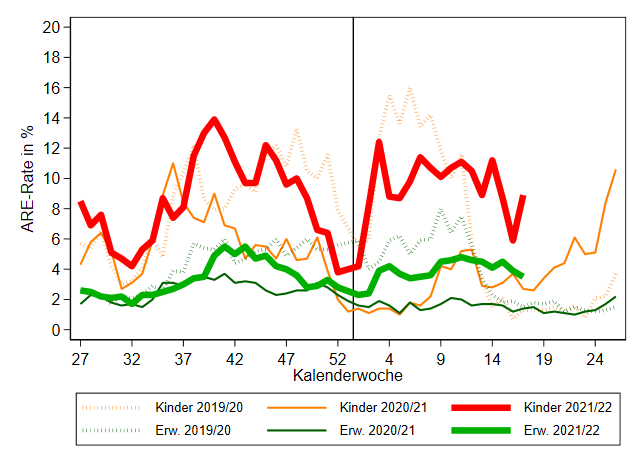 ARE-Rate in %
20
18
16
14
12
10
8
6
4
2
0
27 32 37 42 47 52 4 9 14 19 24
Kalenderwoche
Kinder 2019/20 Kinder 2020/21 Kinder 2021/22
Erw. 2019/20 Erw. 2020/21 Erw. 2021/22